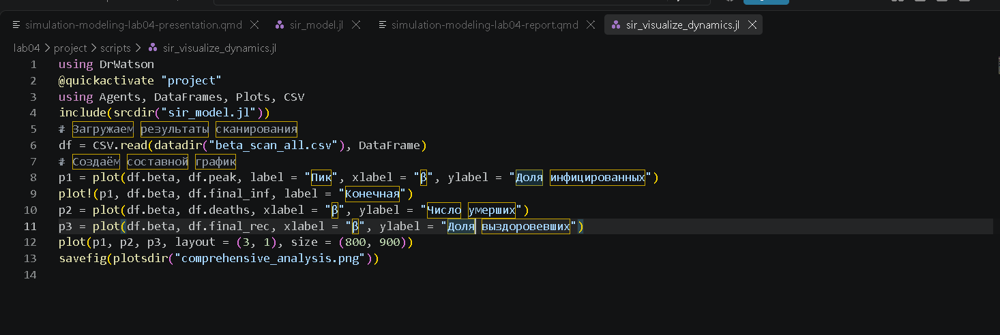 simulation-modeling-lab04-presentation.qmd sir_model.jl simulation-modeling-lab04-report.qmd sir_visualize_dynamics.jl
lab04 > project > scripts > sir_visualize_dynamics.jl
1 using DrWatson
2 @quickactivate "project"
3 using Agents, DataFrames, Plots, CSV
4 include(srcdir("sir_model.jl"))
5 # Загружаем результаты сканирования
6 df = CSV.read(datadir("beta_scan_all.csv"), DataFrame)
7 # Создаём составной график
8 p1 = plot(df.beta, df.peak, label = "Пик", xlabel = "β", ylabel = "Доля инфицированных")
9 plot!(p1, df.beta, df.final_inf, label = "Конечная")
10 p2 = plot(df.beta, df.deaths, xlabel = "β", ylabel = "Число умерших")
11 p3 = plot(df.beta, df.final_rec, xlabel = "β", ylabel = "Доля выздоровевших")
12 plot(p1, p2, p3, layout = (3, 1), size = (800, 900))
13 savefig(plotsdir("comprehensive_analysis.png"))
14